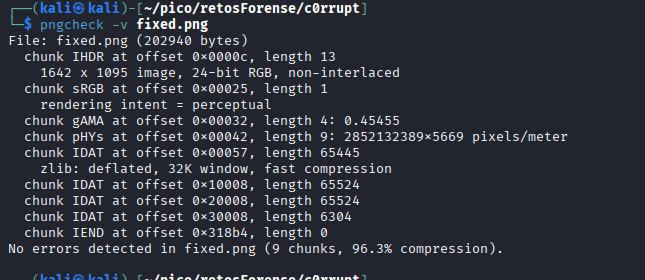 ┌──(kali㉿kali)-[~/pico/retosForense/c0rrupt]
└─$ pngcheck -v fixed.png
File: fixed.png (202940 bytes)
  chunk IHDR at offset 0×0000c, length 13
    1642 x 1095 image, 24-bit RGB, non-interlaced
  chunk sRGB at offset 0×00025, length 1
    rendering intent = perceptual
  chunk gAMA at offset 0×00032, length 4: 0.45455
  chunk pHYs at offset 0×00042, length 9: 2852132389×5669 pixels/meter
  chunk IDAT at offset 0×00057, length 65445
    zlib: deflated, 32K window, fast compression
  chunk IDAT at offset 0×10008, length 65524
  chunk IDAT at offset 0×20008, length 65524
  chunk IDAT at offset 0×30008, length 6304
  chunk IEND at offset 0×318b4, length 0
No errors detected in fixed.png (9 chunks, 96.3% compression).
(kali㉿kali)-[~/pico/retosForense/c0rrupt]